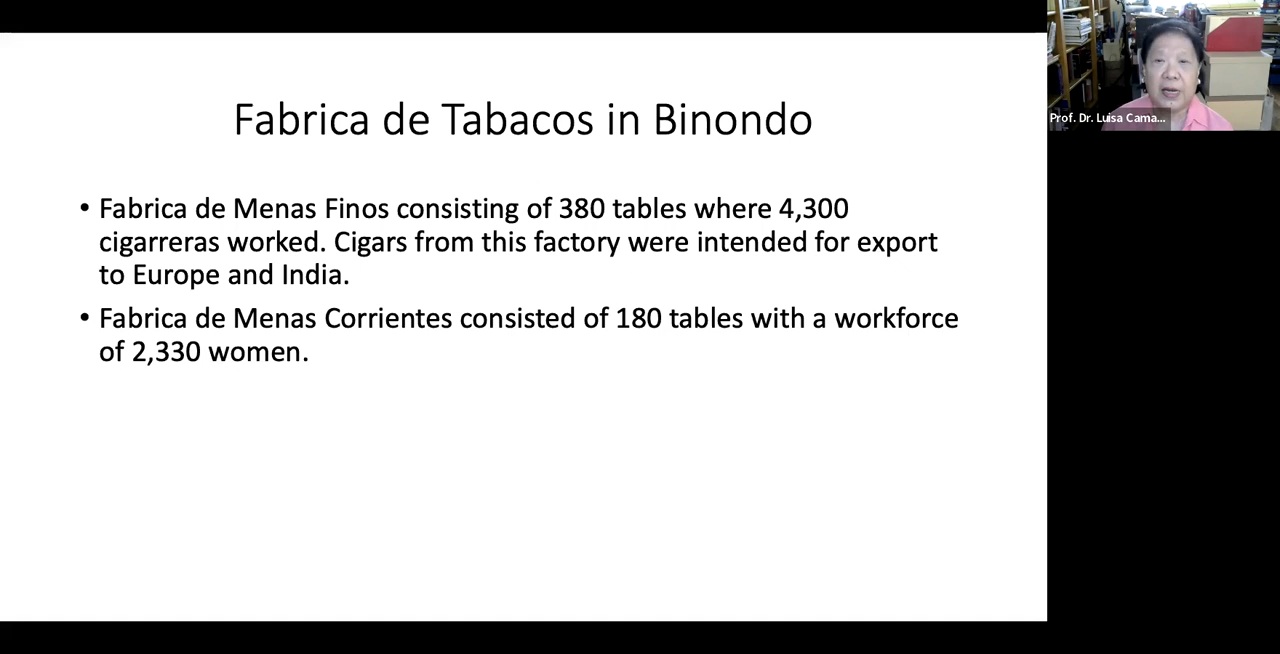 Fabrica de Tabacos in Binondo
• Fabrica de Menas Finos consisting of 380 tables where 4,300
cigarreras worked. Cigars from this factory were intended for export
to Europe and India.
• Fabrica de Menas Corrientes consisted of 180 tables with a workforce
of 2,330 women.
Prof. Dr. Luisa Cama...